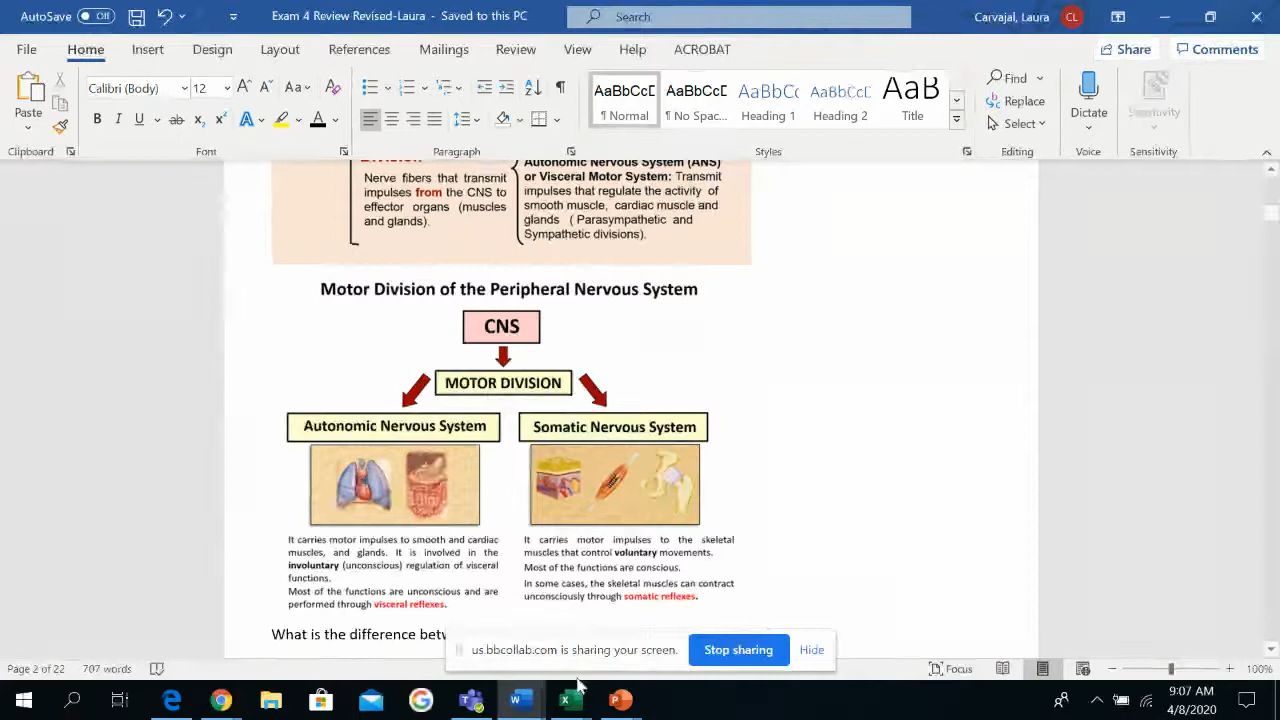 AutoSave Off Exam 4 Review Revised-Laura - Saved to this PC Search Carvajal, Laura CL
File Home Insert Design Layout References Mailings Review View Help ACROBAT Share Comments
Paste
Calibri (Body) 12
Aa
B I U ab x₂ x² A A
AaBbCcD AaBbCcD AaBbCc AaBbCcD AaB
¶ Normal ¶ No Spac... Heading 1 Heading 2 Title
Find
Replace
Select
Dictate Sensitivity
Clipboard Font Paragraph Styles Editing Voice Sensitivity
Nerve fibers that transmit
impulses from the CNS to
effector organs (muscles
and glands).
Autonomic Nervous System (ANS)
or Visceral Motor System: Transmit
impulses that regulate the activity of
smooth muscle, cardiac muscle and
glands ( Parasympathetic and
Sympathetic divisions).
Motor Division of the Peripheral Nervous System
CNS
MOTOR DIVISION
Autonomic Nervous System
Somatic Nervous System
It carries motor impulses to smooth and cardiac
muscles, and glands. It is involved in the
involuntary (unconscious) regulation of visceral
functions.
Most of the functions are unconscious and are
performed through visceral reflexes.
It carries motor impulses to the skeletal
muscles that control voluntary movements.
Most of the functions are conscious.
In some cases, the skeletal muscles can contract
unconsciously through somatic reflexes.
What is the difference
us.bbcollab.com is sharing your screen. Stop sharing Hide
Page 2 of 22 707 words Focus 100%
9:07 AM
4/8/2020